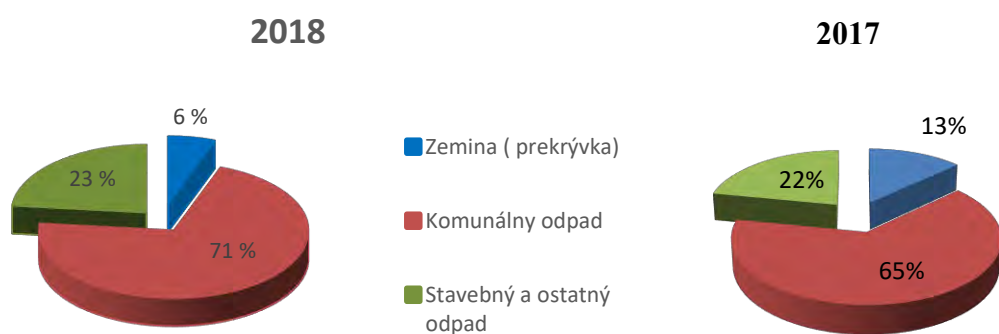 2018
2017
6 %
23 %
71 %
Zemina ( prekrývka)
Komunálny odpad
Stavebný a ostatný
odpad
13%
22%
65%